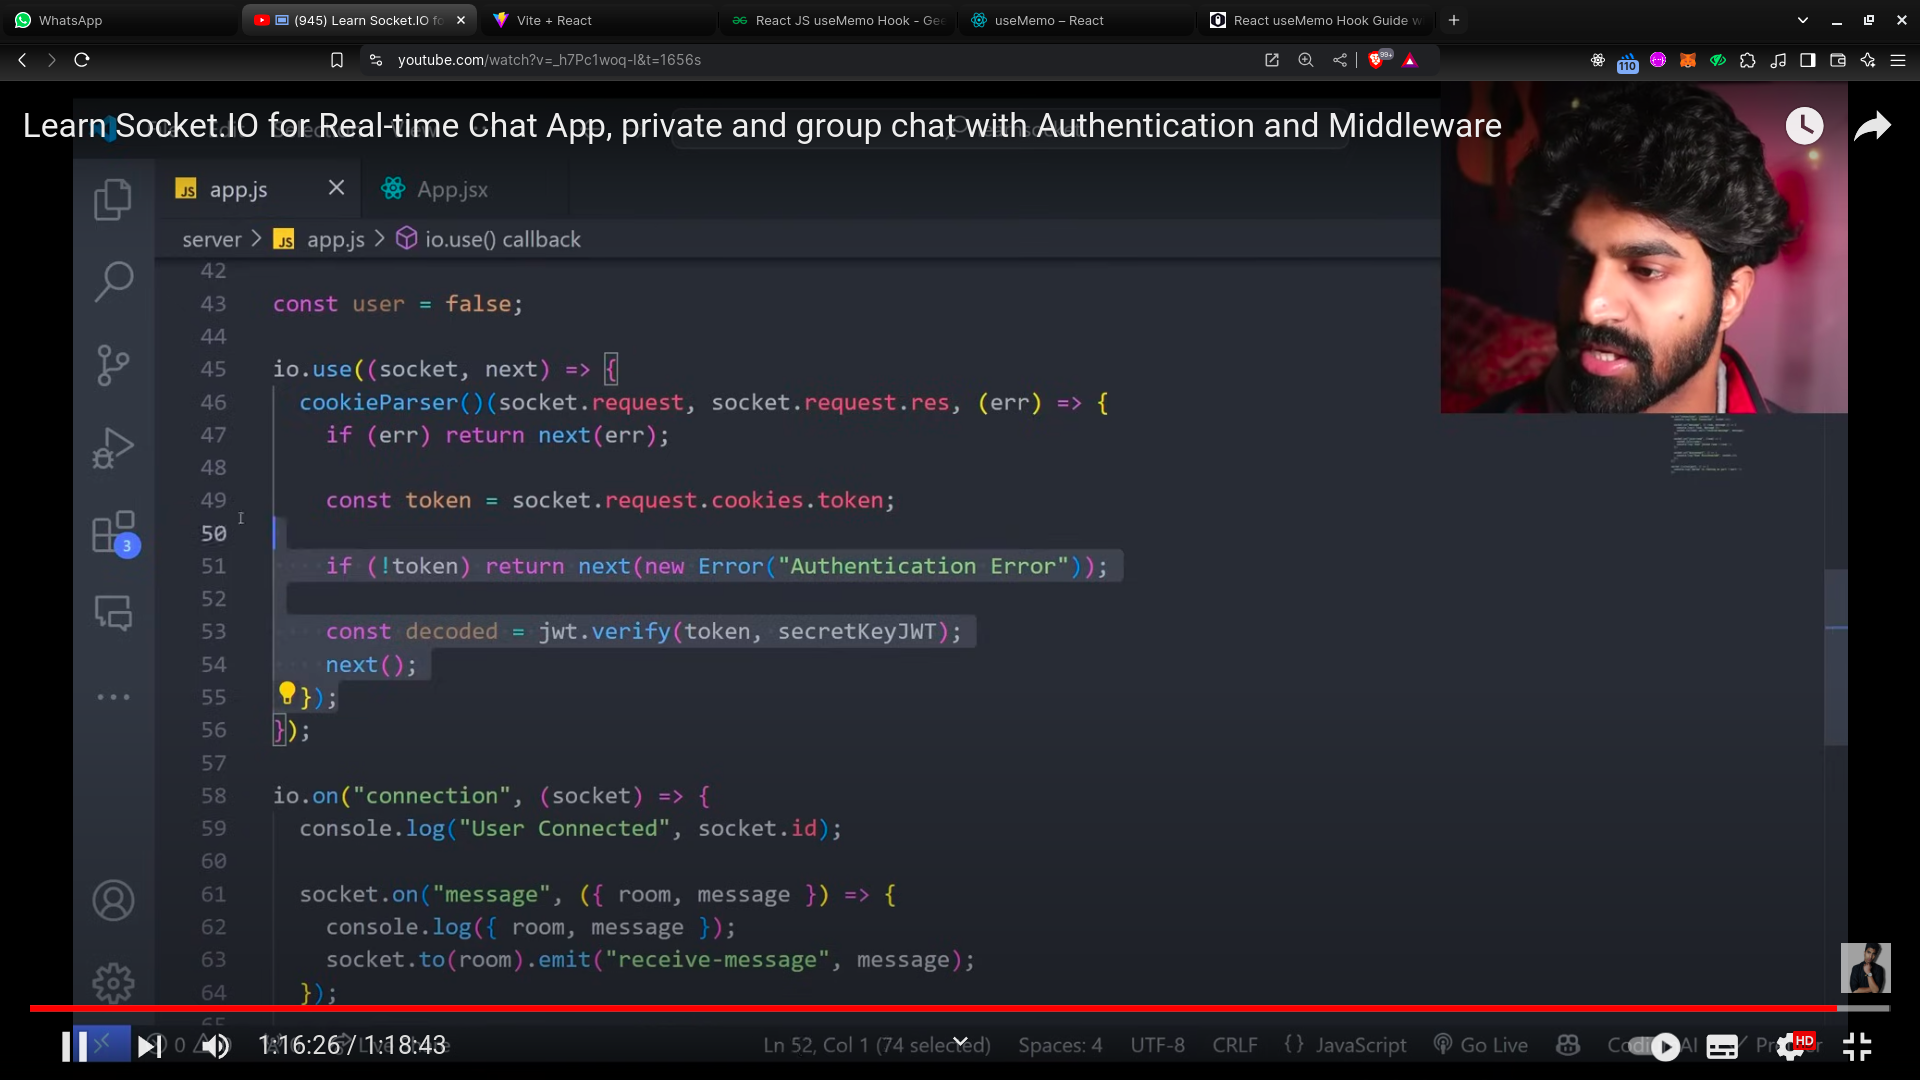 WhatsApp
(945) Learn Socket.IO fo
Vite + React
React JS useMemo Hook - Gee
useMemo – React
React useMemo Hook Guide w
youtube.com/watch?v=_h7Pc1woq-I&t=1656s
99+
110
Learn Socket.IO for Real-time Chat App, private and group chat with Authentication and Middleware
JS app.js
App.jsx
server > JS app.js > io.use() callback
42
43 const user = false;
44
45 io.use((socket, next) => {
46 cookieParser()(socket.request, socket.request.res, (err) => {
47 if (err) return next(err);
48
49 const token = socket.request.cookies.token;
50
51 if (!token) return next(new Error("Authentication Error"));
52
53 const decoded = jwt.verify(token, secretKeyJWT);
54 next();
55 });
56 });
57
58 io.on("connection", (socket) => {
59 console.log("User Connected", socket.id);
60
61 socket.on("message", ({ room, message }) => {
62 console.log({ room, message });
63 socket.to(room).emit("receive-message", message);
64 });
3
1:16:26 / 1:18:43
0
Ln 52, Col 1 (74 selected)
Spaces: 4
UTF-8
CRLF
{} JavaScript
Go Live
HD